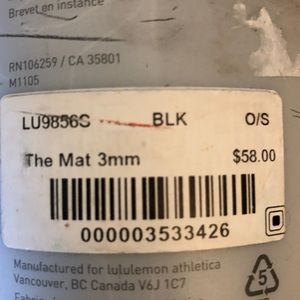 Brevet en instance
RN106259 / CA 35801
M1105
LU9856S BLK O/S
The Mat 3mm $58.00
000003533426
5
Manufactured for lululemon athletica
Vancouver, BC Canada V6J 1C7